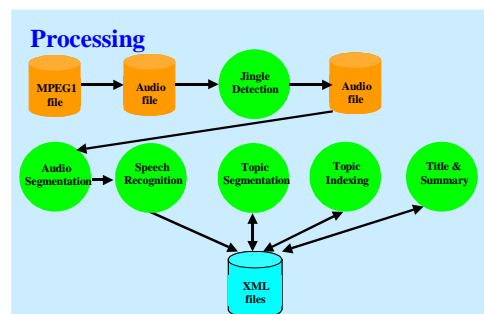 Processing
MPEG1
file
Audio
file
Jingle
Detection
Audio
file
Audio
Segmentation
Speech
Recognition
Topic
Segmentation
Topic
Indexing
Title &
Summary
XML
files